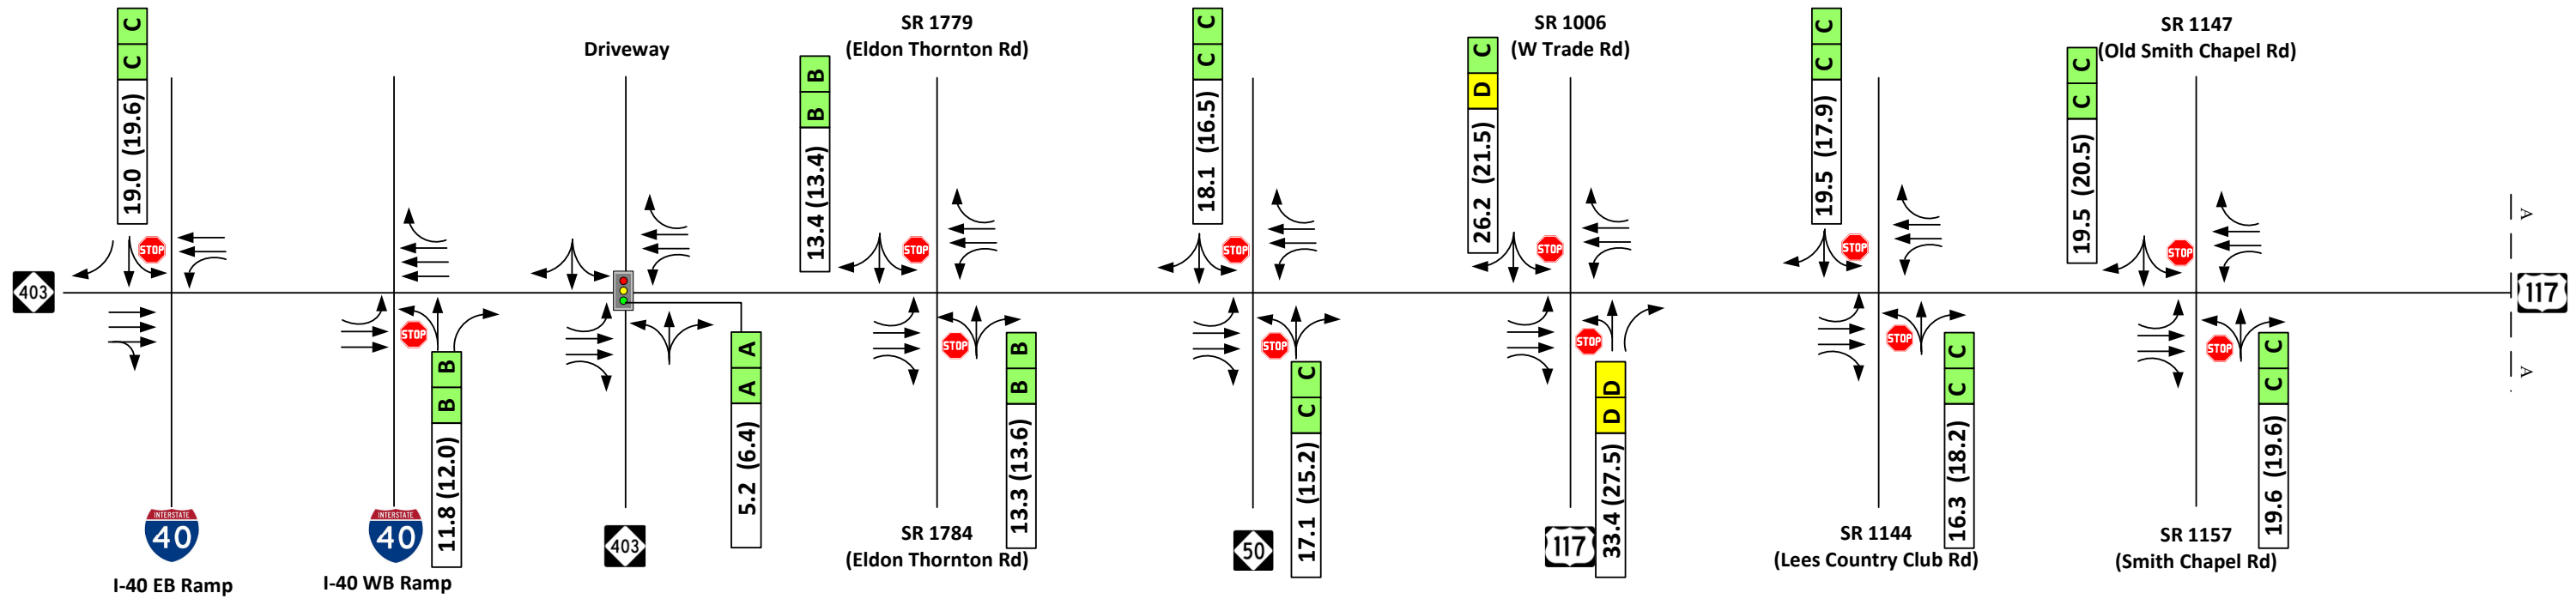 SR 1779
(Eldon Thornton Rd)
SR 1006
(W Trade Rd)
SR 1147
(Old Smith Chapel Rd)
Driveway
19.0 (19.6) C C
13.4 (13.4) B B
18.1 (16.5) C C
26.2 (21.5) D C
19.5 (17.9) C C
19.5 (20.5) C C
STOP
STOP
STOP
STOP
STOP
STOP
A
403
117
STOP
STOP
STOP
STOP
STOP
STOP
A
11.8 (12.0) B B
5.2 (6.4) A A
13.3 (13.6) B B
17.1 (15.2) C C
33.4 (27.5) D D
16.3 (18.2) C C
19.6 (19.6) C C
INTERSTATE
40
I-40 EB Ramp
INTERSTATE
40
I-40 WB Ramp
403
SR 1784
(Eldon Thornton Rd)
50
117
SR 1144
(Lees Country Club Rd)
SR 1157
(Smith Chapel Rd)